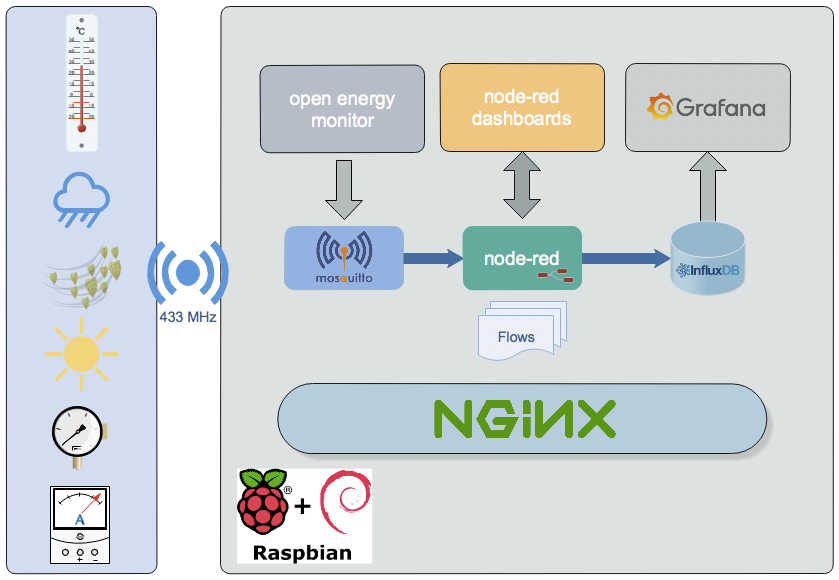 °C
433 MHz
open energy
monitor
node-red
dashboards
Grafana
mosquitto
node-red
InfluxDB
Flows
NGiNX
®
+
Raspbian
A
+ −